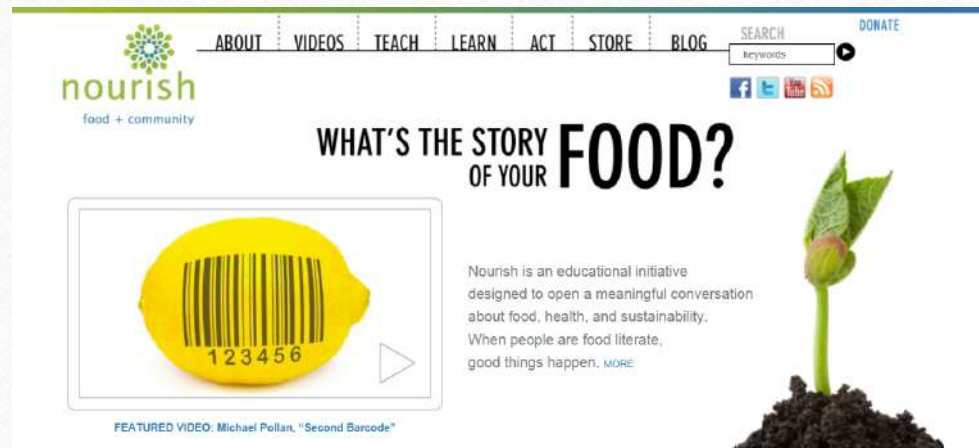 ABOUT VIDEOS TEACH LEARN ACT STORE BLOG
SEARCH
keywords
DONATE
nourish
food + community
f t You Tube
WHAT'S THE STORY
OF YOUR FOOD?
123456
Nourish is an educational initiative
designed to open a meaningful conversation
about food, health, and sustainability.
When people are food literate,
good things happen. MORE
FEATURED VIDEO: Michael Pollan, "Second Barcode"